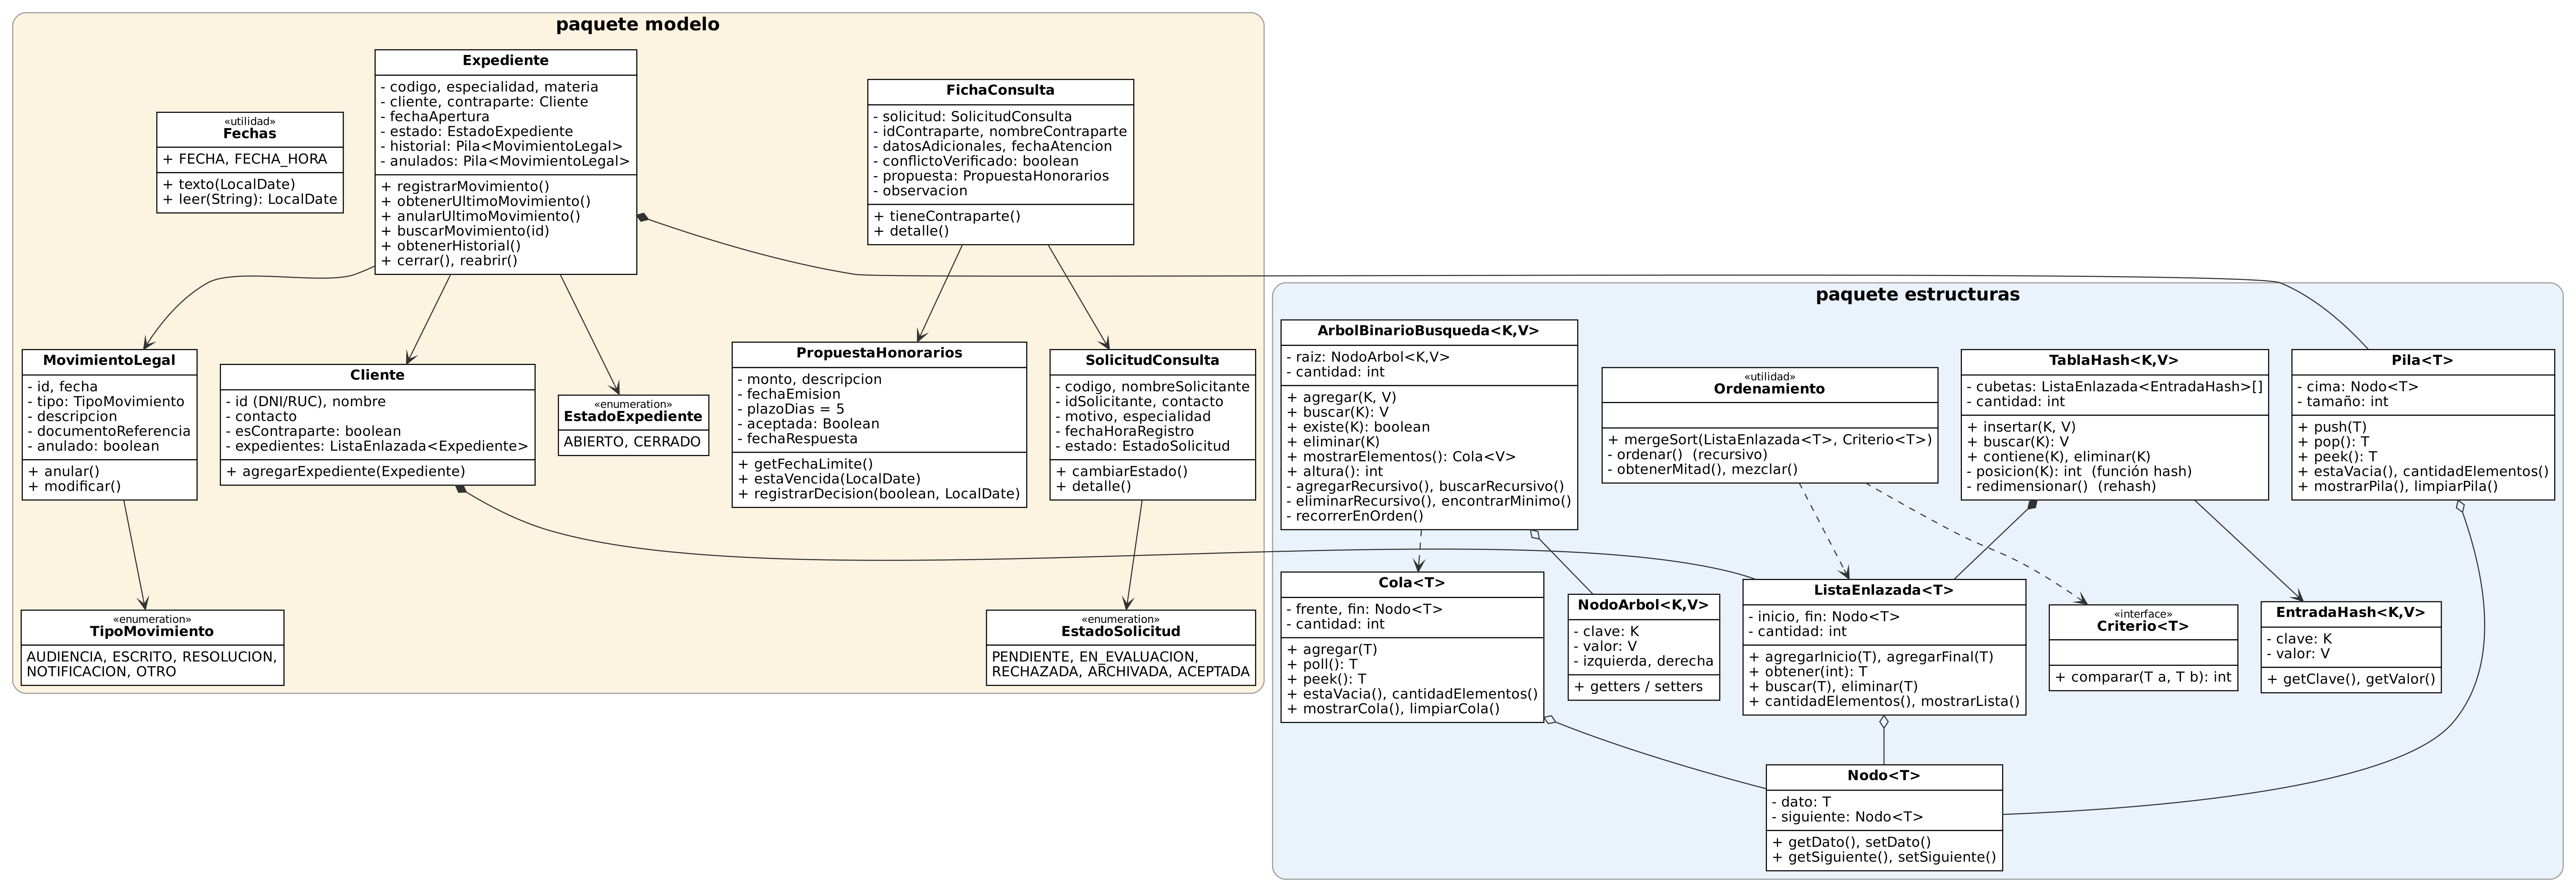 paquete modelo
«utilidad»
Fechas
+ FECHA, FECHA_HORA
+ texto(LocalDate)
+ leer(String): LocalDate
Expediente
- codigo, especialidad, materia
- cliente, contraparte: Cliente
- fechaApertura
- estado: EstadoExpediente
- historial: Pila<MovimientoLegal>
- anulados: Pila<MovimientoLegal>
+ registrarMovimiento()
+ obtenerUltimoMovimiento()
+ anularUltimoMovimiento()
+ buscarMovimiento(id)
+ obtenerHistorial()
+ cerrar(), reabrir()
FichaConsulta
- solicitud: SolicitudConsulta
- idContraparte, nombreContraparte
- datosAdicionales, fechaAtencion
- conflictoVerificado: boolean
- propuesta: PropuestaHonorarios
- observacion
+ tieneContraparte()
+ detalle()
MovimientoLegal
- id, fecha
- tipo: TipoMovimiento
- descripcion
- documentoReferencia
- anulado: boolean
+ anular()
+ modificar()
Cliente
- id (DNI/RUC), nombre
- contacto
- esContraparte: boolean
- expedientes: ListaEnlazada<Expediente>
+ agregarExpediente(Expediente)
«enumeration»
EstadoExpediente
ABIERTO, CERRADO
PropuestaHonorarios
- monto, descripcion
- fechaEmision
- plazoDias = 5
- aceptada: Boolean
- fechaRespuesta
+ getFechaLimite()
+ estaVencida(LocalDate)
+ registrarDecision(boolean, LocalDate)
SolicitudConsulta
- codigo, nombreSolicitante
- idSolicitante, contacto
- motivo, especialidad
- fechaHoraRegistro
- estado: EstadoSolicitud
+ cambiarEstado()
+ detalle()
«enumeration»
TipoMovimiento
AUDIENCIA, ESCRITO, RESOLUCION,
NOTIFICACION, OTRO
«enumeration»
EstadoSolicitud
PENDIENTE, EN_EVALUACION,
RECHAZADA, ARCHIVADA, ACEPTADA
paquete estructuras
ArbolBinarioBusqueda<K,V>
- raiz: NodoArbol<K,V>
- cantidad: int
+ agregar(K, V)
+ buscar(K): V
+ existe(K): boolean
+ eliminar(K)
+ mostrarElementos(): Cola<V>
+ altura(): int
- agregarRecursivo(), buscarRecursivo()
- eliminarRecursivo(), encontrarMinimo()
- recorrerEnOrden()
«utilidad»
Ordenamiento
+ mergeSort(ListaEnlazada<T>, Criterio<T>)
- ordenar()  (recursivo)
- obtenerMitad(), mezclar()
TablaHash<K,V>
- cubetas: ListaEnlazada<EntradaHash>[]
- cantidad: int
+ insertar(K, V)
+ buscar(K): V
+ contiene(K), eliminar(K)
- posicion(K): int  (función hash)
- redimensionar()  (rehash)
Pila<T>
- cima: Nodo<T>
- tamaño: int
+ push(T)
+ pop(): T
+ peek(): T
+ estaVacia(), cantidadElementos()
+ mostrarPila(), limpiarPila()
Cola<T>
- frente, fin: Nodo<T>
- cantidad: int
+ agregar(T)
+ poll(): T
+ peek(): T
+ estaVacia(), cantidadElementos()
+ mostrarCola(), limpiarCola()
NodoArbol<K,V>
- clave: K
- valor: V
- izquierda, derecha
+ getters / setters
ListaEnlazada<T>
- inicio, fin: Nodo<T>
- cantidad: int
+ agregarInicio(T), agregarFinal(T)
+ obtener(int): T
+ buscar(T), eliminar(T)
+ cantidadElementos(), mostrarLista()
«interface»
Criterio<T>
+ comparar(T a, T b): int
EntradaHash<K,V>
- clave: K
- valor: V
+ getClave(), getValor()
Nodo<T>
- dato: T
- siguiente: Nodo<T>
+ getDato(), setDato()
+ getSiguiente(), setSiguiente()